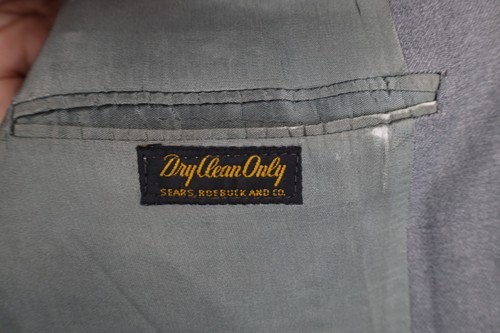 Dry Clean Only
SEARS, ROEBUCK AND CO.